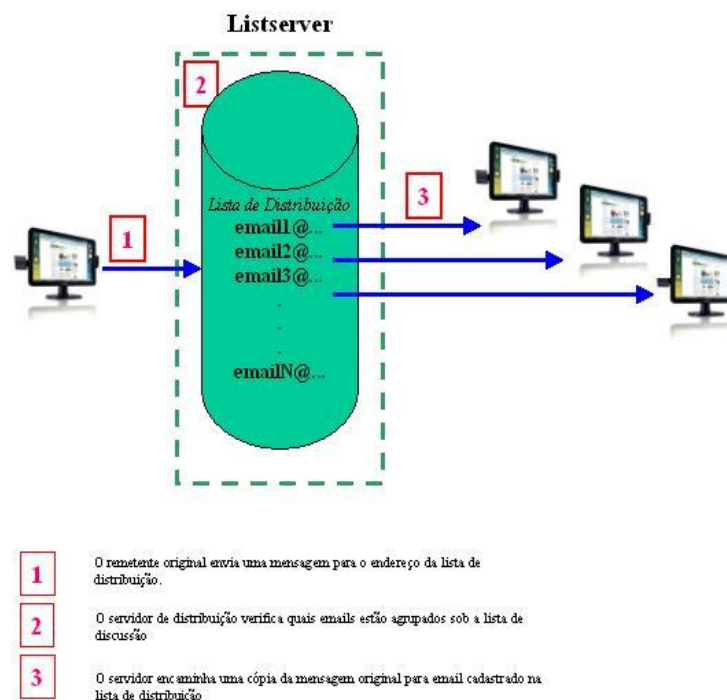 Listserver
2
Lista de Distribuição
email1@...
email2@...
email3@...
.
.
.
emailN@...
1
3
1
O remetente original envia uma mensagem para o endereço da lista de
distribuição.
2
O servidor de distribuição verifica quais emails estão agrupados sob a lista de
discussão
3
O servidor encaminha uma cópia da mensagem original para email cadastrado na
lista de distribuição